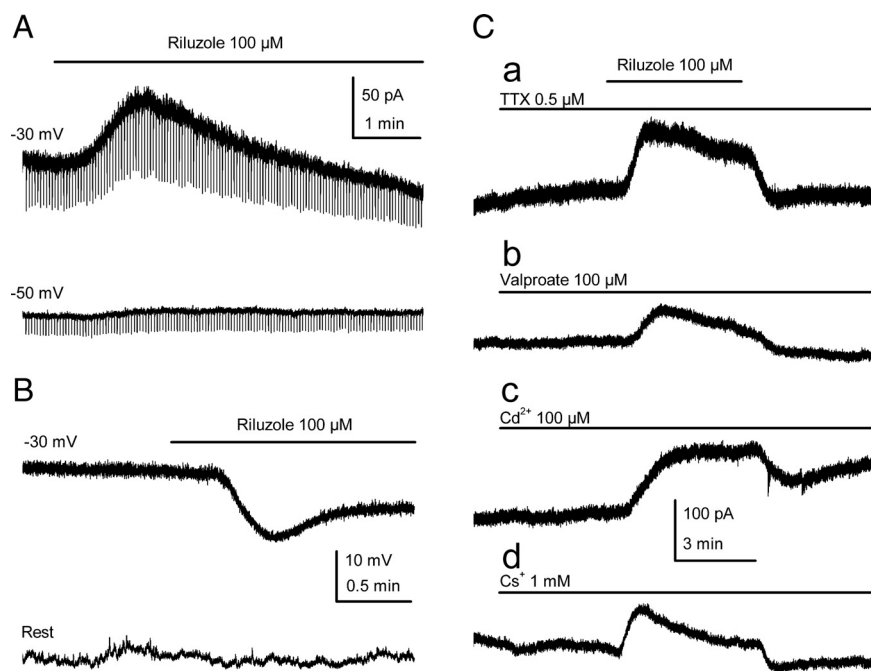 A
Riluzole 100 µM
50 pA
1 min
-30 mV
-50 mV
B
Riluzole 100 µM
-30 mV
10 mV
0.5 min
Rest
C
a
Riluzole 100 µM
TTX 0.5 µM
b
Valproate 100 µM
c
Cd²⁺ 100 µM
100 pA
3 min
d
Cs⁺ 1 mM